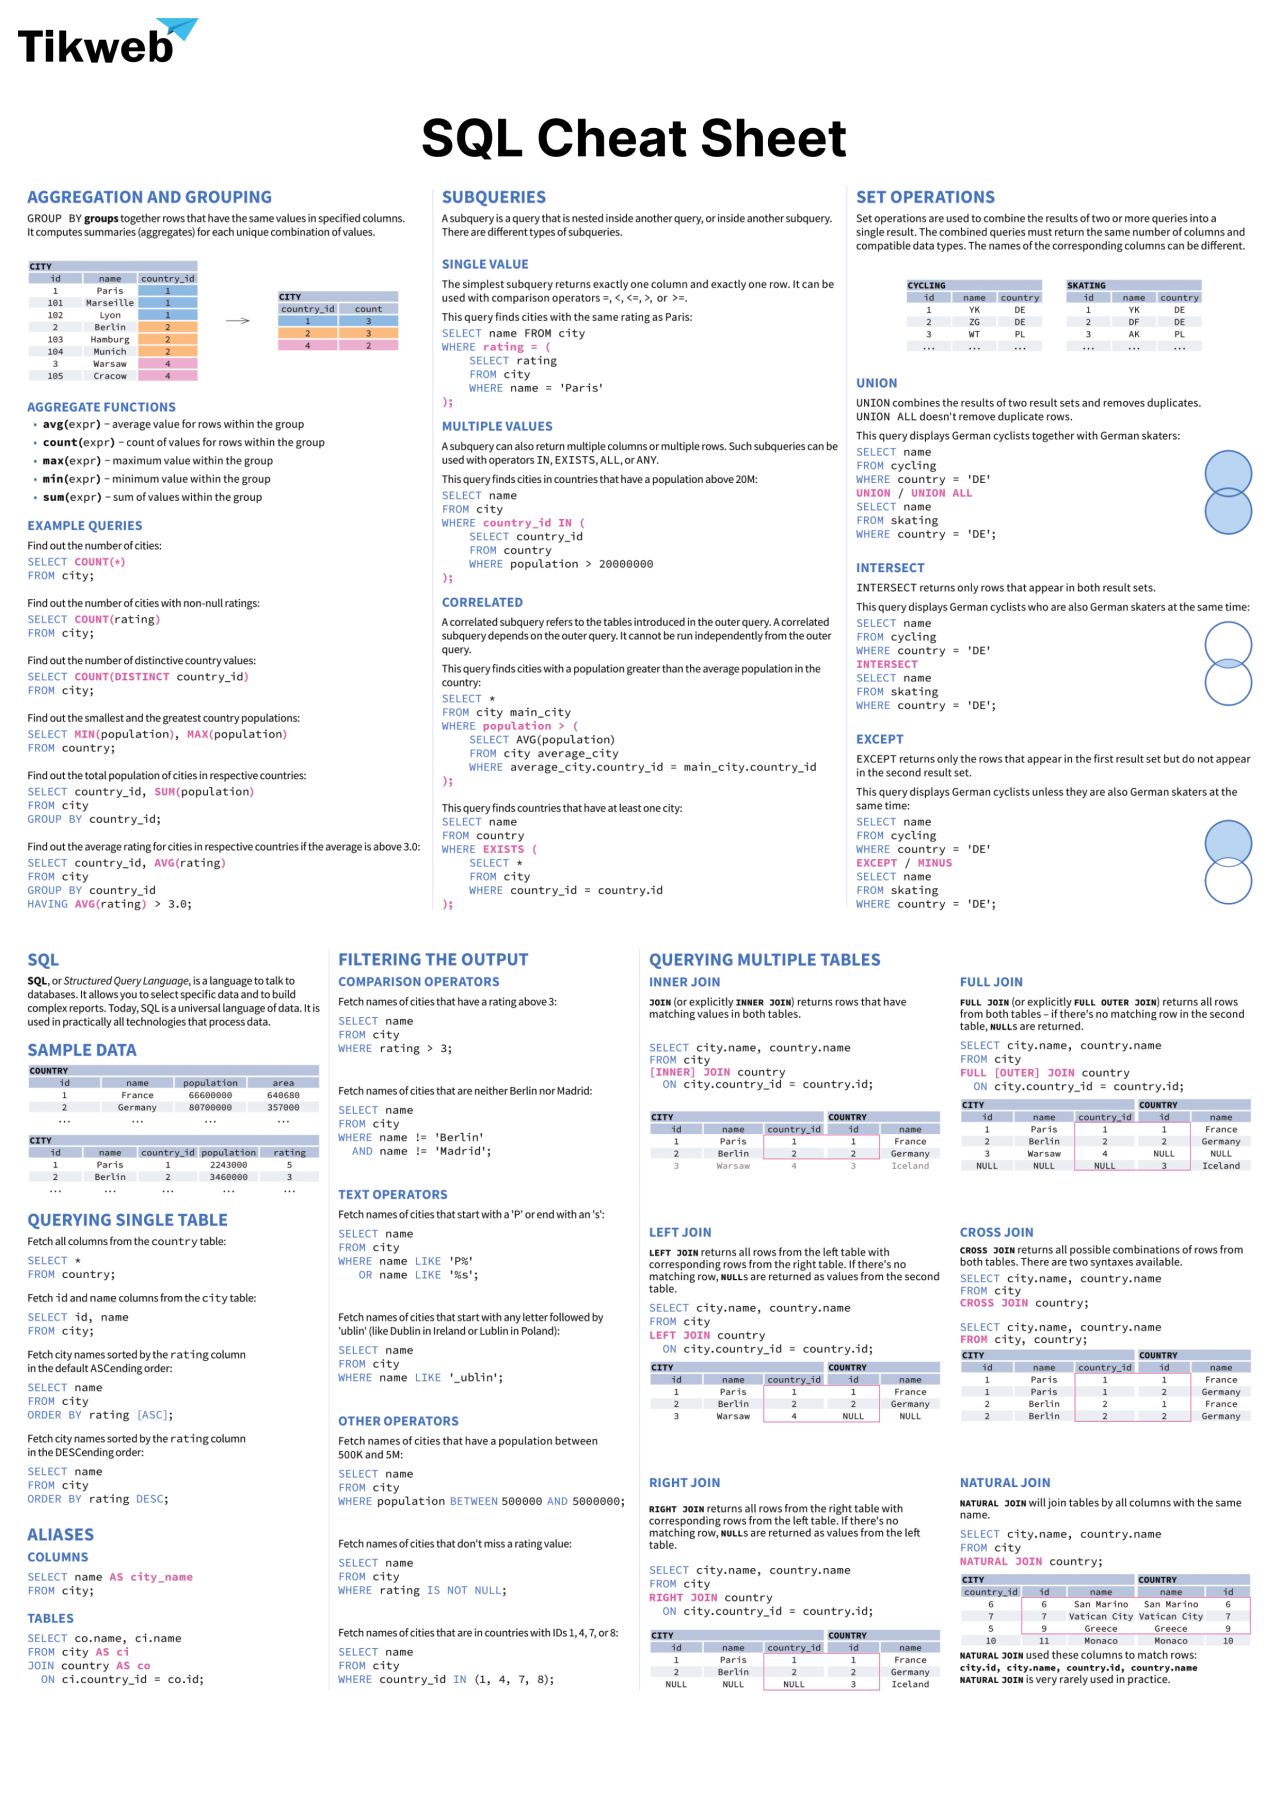 Tikweb
SQL Cheat Sheet
AGGREGATION AND GROUPING
GROUP BY groups together rows that have the same values in specified columns.
It computes summaries (aggregates) for each unique combination of values.
CITY
id name country_id
1 Paris 1
101 Marseille 1
102 Lyon 1
2 Berlin 2
103 Hamburg 2
104 Munich 2
3 Warsaw 4
105 Cracow 4
CITY
country_id count
1 3
2 3
4 2
AGGREGATE FUNCTIONS
• avg(expr) − average value for rows within the group
• count(expr) − count of values for rows within the group
• max(expr) − maximum value within the group
• min(expr) − minimum value within the group
• sum(expr) − sum of values within the group
EXAMPLE QUERIES
Find out the number of cities:
SELECT COUNT(*)
FROM city;
Find out the number of cities with non-null ratings:
SELECT COUNT(rating)
FROM city;
Find out the number of distinctive country values:
SELECT COUNT(DISTINCT country_id)
FROM city;
Find out the smallest and the greatest country populations:
SELECT MIN(population), MAX(population)
FROM country;
Find out the total population of cities in respective countries:
SELECT country_id, SUM(population)
FROM city
GROUP BY country_id;
Find out the average rating for cities in respective countries if the average is above 3.0:
SELECT country_id, AVG(rating)
FROM city
GROUP BY country_id
HAVING AVG(rating) > 3.0;
SUBQUERIES
A subquery is a query that is nested inside another query, or inside another subquery.
There are different types of subqueries.
SINGLE VALUE
The simplest subquery returns exactly one column and exactly one row. It can be
used with comparison operators =, <, <=, >, or >=.
This query finds cities with the same rating as Paris:
SELECT name FROM city
WHERE rating = (
SELECT rating
FROM city
WHERE name = 'Paris'
);
MULTIPLE VALUES
A subquery can also return multiple columns or multiple rows. Such subqueries can be
used with operators IN, EXISTS, ALL, or ANY.
This query finds cities in countries that have a population above 20M:
SELECT name
FROM city
WHERE country_id IN (
SELECT country_id
FROM country
WHERE population > 20000000
);
CORRELATED
A correlated subquery refers to the tables introduced in the outer query. A correlated
subquery depends on the outer query. It cannot be run independently from the outer
query.
This query finds cities with a population greater than the average population in the
country:
SELECT *
FROM city main_city
WHERE population > (
SELECT AVG(population)
FROM city average_city
WHERE average_city.country_id = main_city.country_id
);
This query finds countries that have at least one city:
SELECT name
FROM country
WHERE EXISTS (
SELECT *
FROM city
WHERE country_id = country.id
);
SET OPERATIONS
Set operations are used to combine the results of two or more queries into a
single result. The combined queries must return the same number of columns and
compatible data types. The names of the corresponding columns can be different.
CYCLING
id name country
1 YK DE
2 ZG DE
3 WT PL
... ... ...
SKATING
id name country
1 YK DE
2 DF DE
3 AK PL
... ... ...
UNION
UNION combines the results of two result sets and removes duplicates.
UNION ALL doesn't remove duplicate rows.
This query displays German cyclists together with German skaters:
SELECT name
FROM cycling
WHERE country = 'DE'
UNION / UNION ALL
SELECT name
FROM skating
WHERE country = 'DE';
INTERSECT
INTERSECT returns only rows that appear in both result sets.
This query displays German cyclists who are also German skaters at the same time:
SELECT name
FROM cycling
WHERE country = 'DE'
INTERSECT
SELECT name
FROM skating
WHERE country = 'DE';
EXCEPT
EXCEPT returns only the rows that appear in the first result set but do not appear
in the second result set.
This query displays German cyclists unless they are also German skaters at the
same time:
SELECT name
FROM cycling
WHERE country = 'DE'
EXCEPT / MINUS
SELECT name
FROM skating
WHERE country = 'DE';
SQL
SQL, or Structured Query Language, is a language to talk to
databases. It allows you to select specific data and to build
complex reports. Today, SQL is a universal language of data. It is
used in practically all technologies that process data.
SAMPLE DATA
COUNTRY
id name population area
1 France 66600000 640680
2 Germany 80700000 357000
... ... ... ...
CITY
id name country_id population rating
1 Paris 1 2243000 5
2 Berlin 2 3460000 3
... ... ... ... ...
QUERYING SINGLE TABLE
Fetch all columns from the country table:
SELECT *
FROM country;
Fetch id and name columns from the city table:
SELECT id, name
FROM city;
Fetch city names sorted by the rating column
in the default ASCending order:
SELECT name
FROM city
ORDER BY rating [ASC];
Fetch city names sorted by the rating column
in the DESCending order:
SELECT name
FROM city
ORDER BY rating DESC;
ALIASES
COLUMNS
SELECT name AS city_name
FROM city;
TABLES
SELECT co.name, ci.name
FROM city AS ci
JOIN country AS co
ON ci.country_id = co.id;
FILTERING THE OUTPUT
COMPARISON OPERATORS
Fetch names of cities that have a rating above 3:
SELECT name
FROM city
WHERE rating > 3;
Fetch names of cities that are neither Berlin nor Madrid:
SELECT name
FROM city
WHERE name != 'Berlin'
AND name != 'Madrid';
TEXT OPERATORS
Fetch names of cities that start with a 'P' or end with an 's':
SELECT name
FROM city
WHERE name LIKE 'P%'
OR name LIKE '%s';
Fetch names of cities that start with any letter followed by
'ublin' (like Dublin in Ireland or Lublin in Poland):
SELECT name
FROM city
WHERE name LIKE '_ublin';
OTHER OPERATORS
Fetch names of cities that have a population between
500K and 5M:
SELECT name
FROM city
WHERE population BETWEEN 500000 AND 5000000;
Fetch names of cities that don't miss a rating value:
SELECT name
FROM city
WHERE rating IS NOT NULL;
Fetch names of cities that are in countries with IDs 1, 4, 7, or 8:
SELECT name
FROM city
WHERE country_id IN (1, 4, 7, 8);
QUERYING MULTIPLE TABLES
INNER JOIN
JOIN (or explicitly INNER JOIN) returns rows that have
matching values in both tables.
SELECT city.name, country.name
FROM city
[INNER] JOIN country
ON city.country_id = country.id;
CITY COUNTRY
id name country_id id name
1 Paris 1 1 France
2 Berlin 2 2 Germany
3 Warsaw 4 3 Iceland
LEFT JOIN
LEFT JOIN returns all rows from the left table with
corresponding rows from the right table. If there's no
matching row, NULLs are returned as values from the second
table.
SELECT city.name, country.name
FROM city
LEFT JOIN country
ON city.country_id = country.id;
CITY COUNTRY
id name country_id id name
1 Paris 1 1 France
2 Berlin 2 2 Germany
3 Warsaw 4 NULL NULL
RIGHT JOIN
RIGHT JOIN returns all rows from the right table with
corresponding rows from the left table. If there's no
matching row, NULLs are returned as values from the left
table.
SELECT city.name, country.name
FROM city
RIGHT JOIN country
ON city.country_id = country.id;
CITY COUNTRY
id name country_id id name
1 Paris 1 1 France
2 Berlin 2 2 Germany
NULL NULL NULL 3 Iceland
FULL JOIN
FULL JOIN (or explicitly FULL OUTER JOIN) returns all rows
from both tables – if there's no matching row in the second
table, NULLs are returned.
SELECT city.name, country.name
FROM city
FULL [OUTER] JOIN country
ON city.country_id = country.id;
CITY COUNTRY
id name country_id id name
1 Paris 1 1 France
2 Berlin 2 2 Germany
3 Warsaw 4 NULL NULL
NULL NULL NULL 3 Iceland
CROSS JOIN
CROSS JOIN returns all possible combinations of rows from
both tables. There are two syntaxes available.
SELECT city.name, country.name
FROM city
CROSS JOIN country;
SELECT city.name, country.name
FROM city, country;
CITY COUNTRY
id name country_id id name
1 Paris 1 1 France
1 Paris 1 2 Germany
2 Berlin 2 1 France
2 Berlin 2 2 Germany
NATURAL JOIN
NATURAL JOIN will join tables by all columns with the same
name.
SELECT city.name, country.name
FROM city
NATURAL JOIN country;
CITY COUNTRY
country_id id name name id
6 6 San Marino San Marino 6
7 7 Vatican City Vatican City 7
5 9 Greece Greece 9
10 11 Monaco Monaco 10
NATURAL JOIN used these columns to match rows:
city.id, city.name, country.id, country.name
NATURAL JOIN is very rarely used in practice.